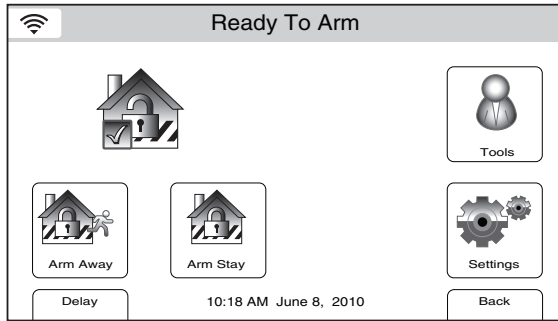 Ready To Arm
Tools
Arm Away
Arm Stay
Settings
Delay
10:18 AM June 8, 2010
Back